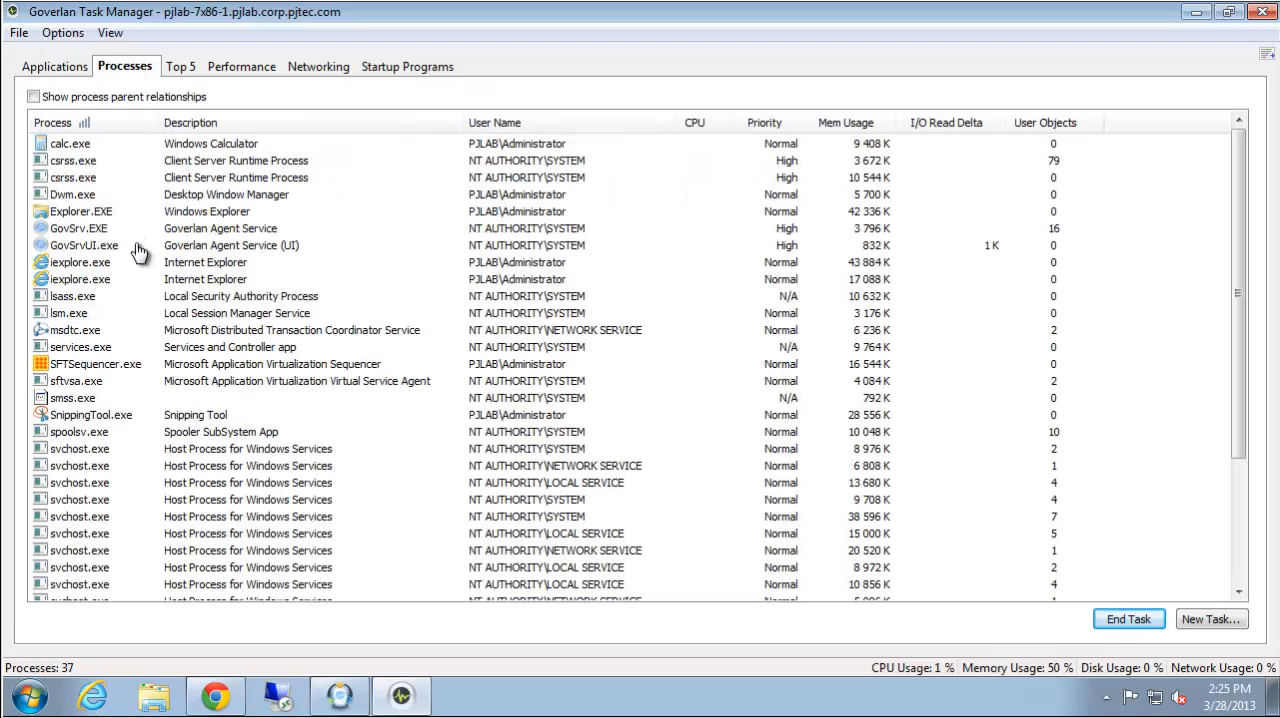 Goverlan Task Manager - pjlab-7x86-1.pjlab.corp.pjtec.com
File Options View
Applications Processes Top 5 Performance Networking Startup Programs
Show process parent relationships
Process Description User Name CPU Priority Mem Usage I/O Read Delta User Objects
calc.exe Windows Calculator PJLAB\Administrator Normal 9 408 K 0
csrss.exe Client Server Runtime Process NT AUTHORITY\SYSTEM High 3 672 K 79
csrss.exe Client Server Runtime Process NT AUTHORITY\SYSTEM High 10 544 K 0
Dwm.exe Desktop Window Manager PJLAB\Administrator Normal 5 700 K 0
Explorer.EXE Windows Explorer PJLAB\Administrator Normal 42 336 K 0
GovSrv.EXE Goverlan Agent Service NT AUTHORITY\SYSTEM High 3 796 K 16
GovSrvUI.exe Goverlan Agent Service (UI) NT AUTHORITY\SYSTEM High 832 K 1 K 0
iexplore.exe Internet Explorer PJLAB\Administrator Normal 43 884 K 0
iexplore.exe Internet Explorer PJLAB\Administrator Normal 17 088 K 0
lsass.exe Local Security Authority Process NT AUTHORITY\SYSTEM N/A 10 632 K 0
lsm.exe Local Session Manager Service NT AUTHORITY\SYSTEM Normal 3 176 K 0
msdtc.exe Microsoft Distributed Transaction Coordinator Service NT AUTHORITY\NETWORK SERVICE Normal 6 236 K 2
services.exe Services and Controller app NT AUTHORITY\SYSTEM N/A 9 764 K 0
SFTSequencer.exe Microsoft Application Virtualization Sequencer PJLAB\Administrator Normal 16 544 K 0
sftvsa.exe Microsoft Application Virtualization Virtual Service Agent NT AUTHORITY\SYSTEM Normal 4 084 K 2
smss.exe NT AUTHORITY\SYSTEM N/A 792 K 0
SnippingTool.exe Snipping Tool PJLAB\Administrator Normal 28 556 K 0
spoolsv.exe Spooler SubSystem App NT AUTHORITY\SYSTEM Normal 10 048 K 10
svchost.exe Host Process for Windows Services NT AUTHORITY\SYSTEM Normal 8 976 K 2
svchost.exe Host Process for Windows Services NT AUTHORITY\NETWORK SERVICE Normal 6 808 K 1
svchost.exe Host Process for Windows Services NT AUTHORITY\LOCAL SERVICE Normal 13 680 K 4
svchost.exe Host Process for Windows Services NT AUTHORITY\SYSTEM Normal 9 708 K 4
svchost.exe Host Process for Windows Services NT AUTHORITY\SYSTEM Normal 38 596 K 7
svchost.exe Host Process for Windows Services NT AUTHORITY\LOCAL SERVICE Normal 15 000 K 5
svchost.exe Host Process for Windows Services NT AUTHORITY\NETWORK SERVICE Normal 20 520 K 1
svchost.exe Host Process for Windows Services NT AUTHORITY\LOCAL SERVICE Normal 8 972 K 2
svchost.exe Host Process for Windows Services NT AUTHORITY\LOCAL SERVICE Normal 10 856 K 4
svchost.exe Host Process for Windows Services NT AUTHORITY\NETWORK SERVICE Normal
End Task New Task...
Processes: 37 CPU Usage: 1 % Memory Usage: 50 % Disk Usage: 0 % Network Usage: 0 %
2:25 PM
3/28/2013